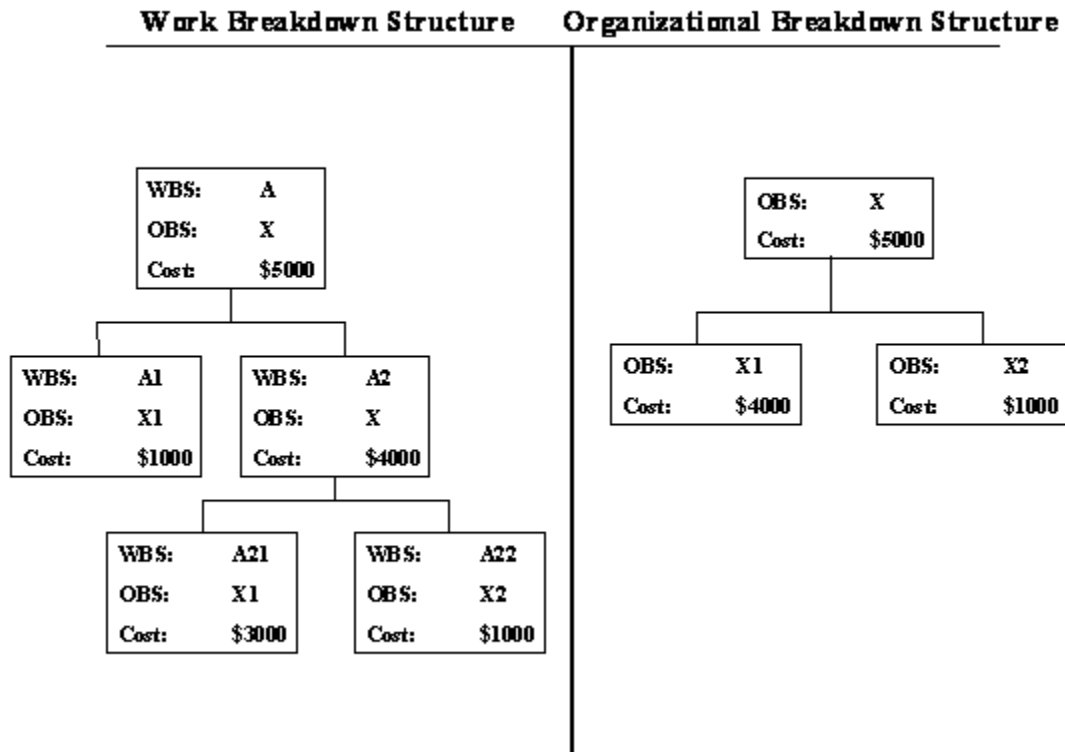 Work Breakdown Structure
Organizational Breakdown Structure
WBS: A
OBS: X
Cost: $5000
WBS: A1
OBS: X1
Cost: $1000
WBS: A2
OBS: X
Cost: $4000
WBS: A21
OBS: X1
Cost: $3000
WBS: A22
OBS: X2
Cost: $1000
OBS: X
Cost: $5000
OBS: X1
Cost: $4000
OBS: X2
Cost: $1000